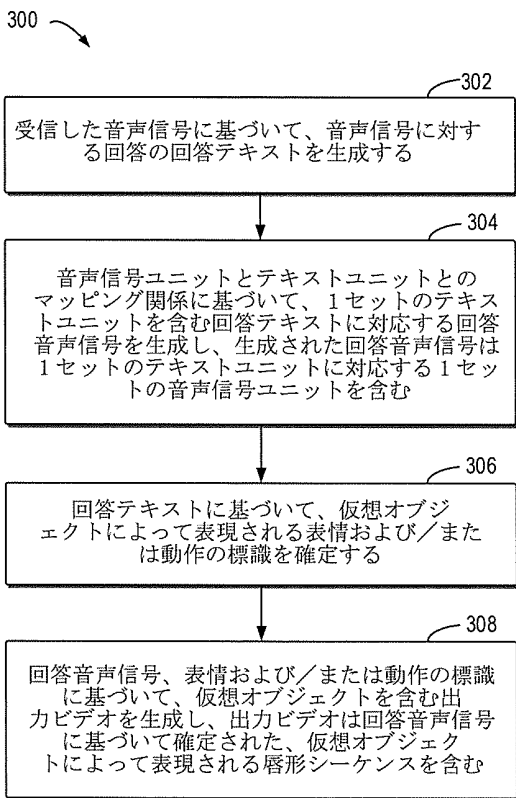 300
302
受信した音声信号に基づいて、音声信号に対す
る回答の回答テキストを生成する
304
音声信号ユニットとテキストユニットとの
マッピング関係に基づいて、1セットのテキス
トユニットを含む回答テキストに対応する回答
音声信号を生成し、生成された回答音声信号は
1セットのテキストユニットに対応する1セッ
トの音声信号ユニットを含む
306
回答テキストに基づいて、仮想オブジ
ェクトによって表現される表情および／また
は動作の標識を確定する
308
回答音声信号、表情および／または動作の標識
に基づいて、仮想オブジェクトを含む出
力ビデオを生成し、出力ビデオは回答音声信号
に基づいて確定された、仮想オブジェク
トによって表現される唇形シーケンスを含む